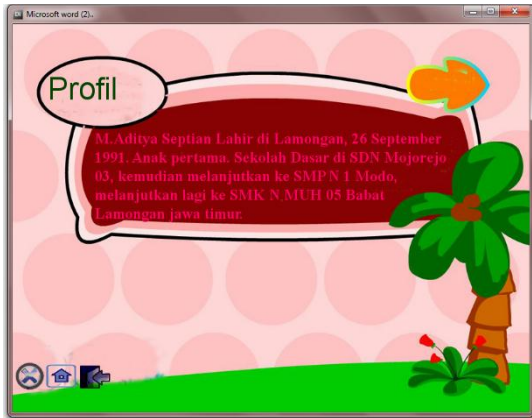 Microsoft word (2)..
Profil
M.Aditya Septian Lahir di Lamongan, 26 September
1991. Anak pertama. Sekolah Dasar di SDN Mojorejo
03, kemudian melanjutkan ke SMP N 1 Modo,
melanjutkan lagi ke SMK N MUH 05 Babat
Lamongan jawa timur.